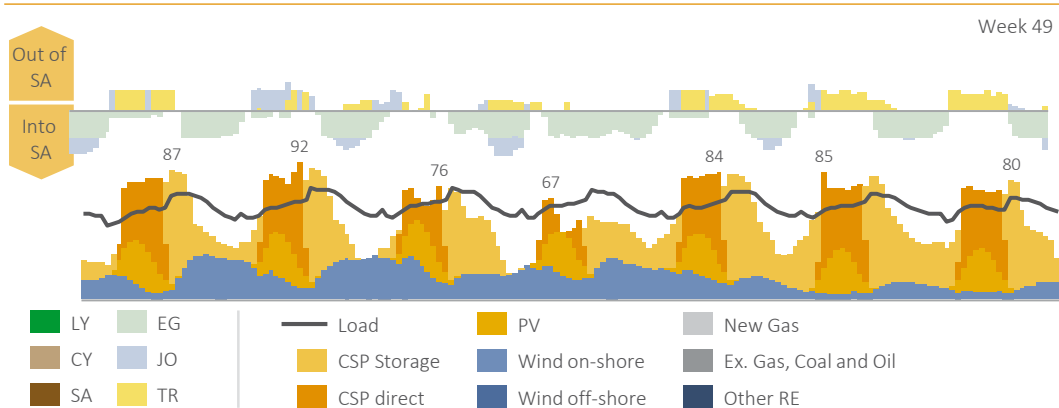 Week 49
Out of
SA
Into
SA
87
92
76
67
84
85
80
LY
EG
CY
JO
SA
TR
Load
PV
New Gas
CSP Storage
Wind on-shore
Ex. Gas, Coal and Oil
CSP direct
Wind off-shore
Other RE